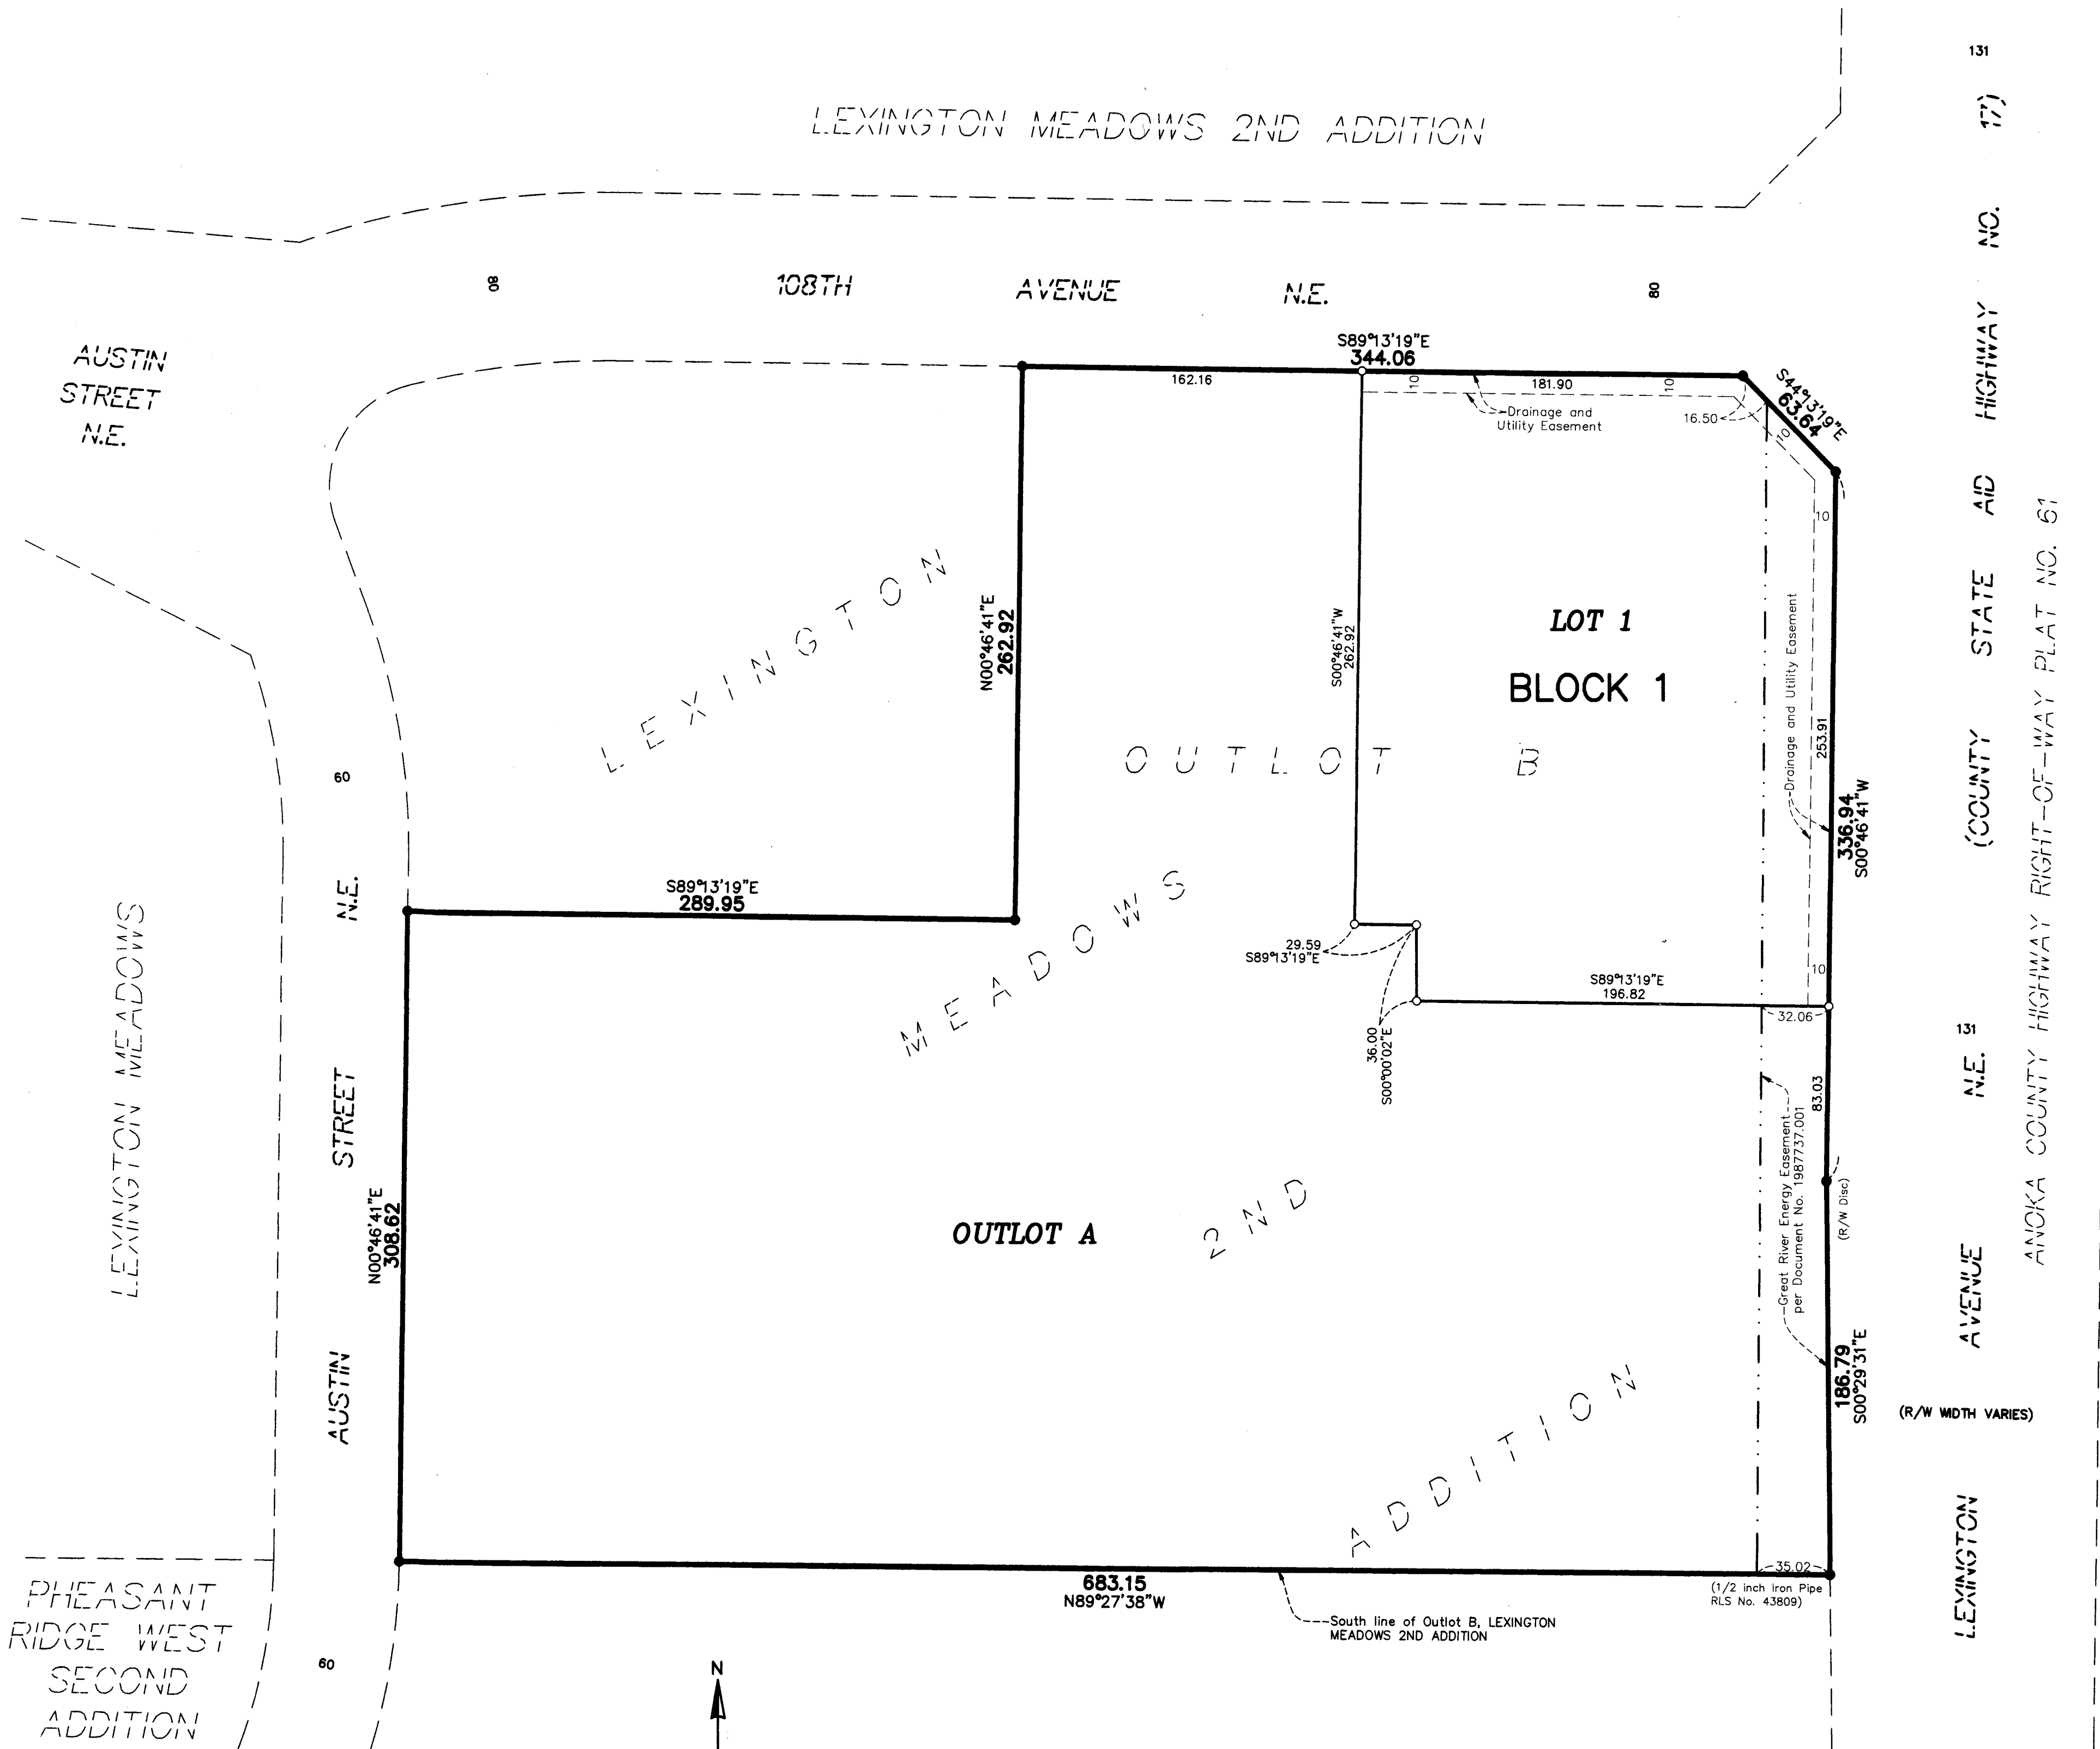 131
LEXINGTON MEADOWS 2ND ADDITION
17)
NO.
HIGHWAY
AID
STATE
(COUNTY
80
108TH AVENUE N.E.
80
AUSTIN
STREET
N.E.
S89°13'19"E
344.06
162.16
10
181.90
10
Drainage and
Utility Easement
16.50
S44°13'19"E
63.64
10
10
LEXINGTON
N00°46'41"E
262.92
S00°46'41"W
262.92
LOT 1
BLOCK 1
Drainage and Utility Easement
253.91
336.94
S00°46'41"W
ANOKA COUNTY HIGHWAY RIGHT-OF-WAY PLAT NO. 61
OUTLOT B
60
N.E.
S89°13'19"E
289.95
MEADOWS
29.59
S89°13'19"E
S89°13'19"E
196.82
10
32.06
36.00
S00°00'02"E
131
N.E.
83.03
LEXINGTON MEADOWS
STREET
Great River Energy Easement
per Document No. 1987737.001
(R/W Disc)
N00°46'41"E
308.62
OUTLOT A
2ND
AVENUE
186.79
S00°29'31"E
(R/W WIDTH VARIES)
AUSTIN
ADDITION
LEXINGTON
35.02
683.15
N89°27'38"W
(1/2 inch Iron Pipe
RLS No. 43809)
South line of Outlot B, LEXINGTON
MEADOWS 2ND ADDITION
PHEASANT
RIDGE WEST
SECOND
ADDITION
60
N